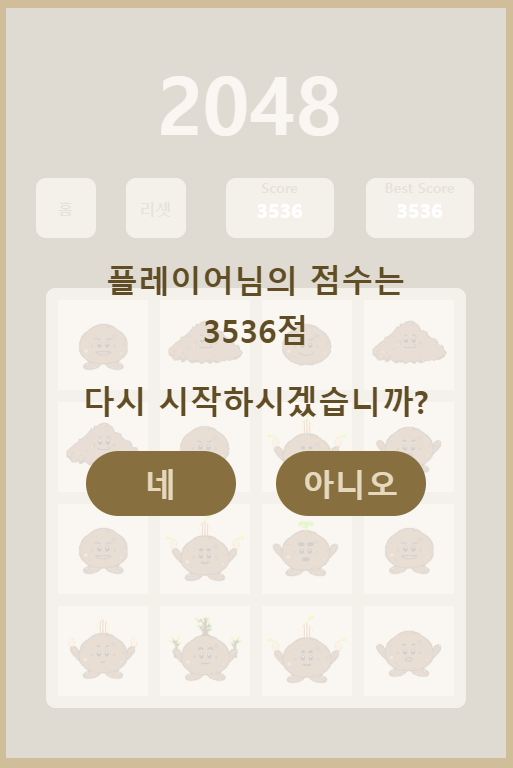 2048
홈
리셋
Score
3536
Best Score
3536
플레이어님의 점수는
3536점
다시 시작하시겠습니까?
네
아니오